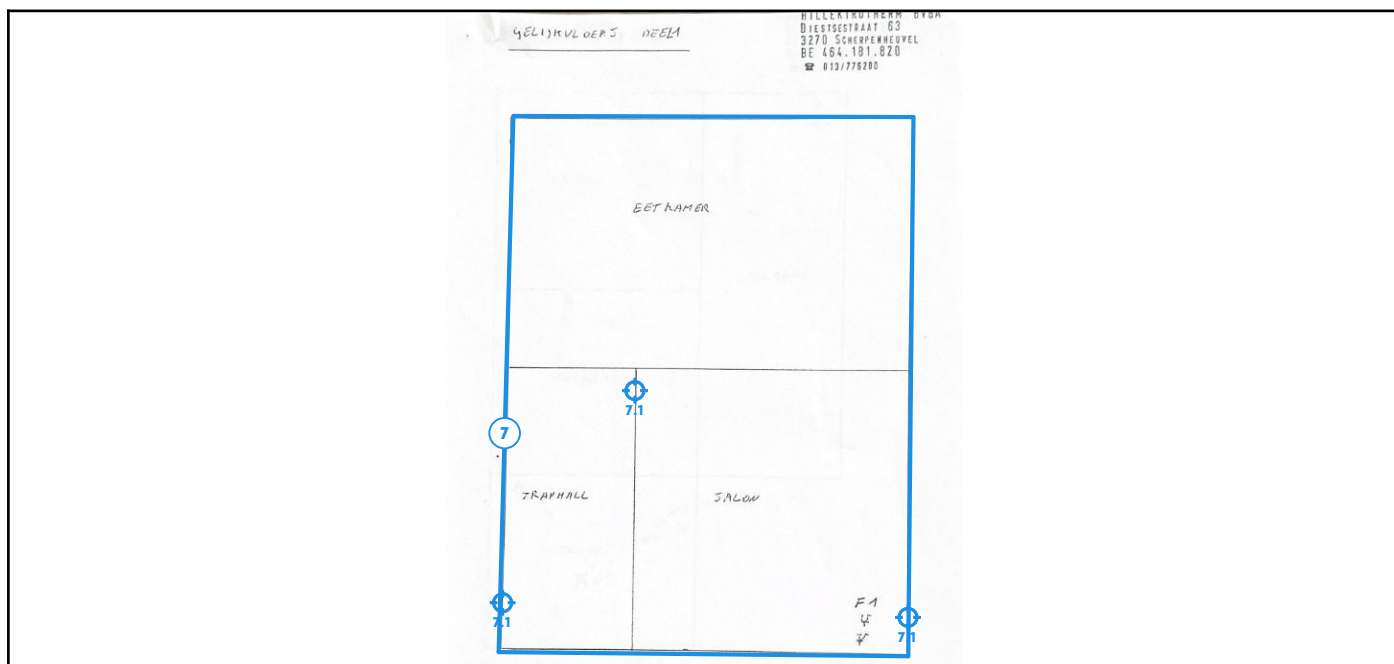 GELIJKVLOERS DEEL1
HILLEKTROTHERM BVBA
DIESTSESTRAAT 63
3270 SCHERPENHEUVEL
BE 464.181.820
☎ 013/776280
EETKAMER
7.1
7
TRAPHALL
SALON
F1
7.1
7.1